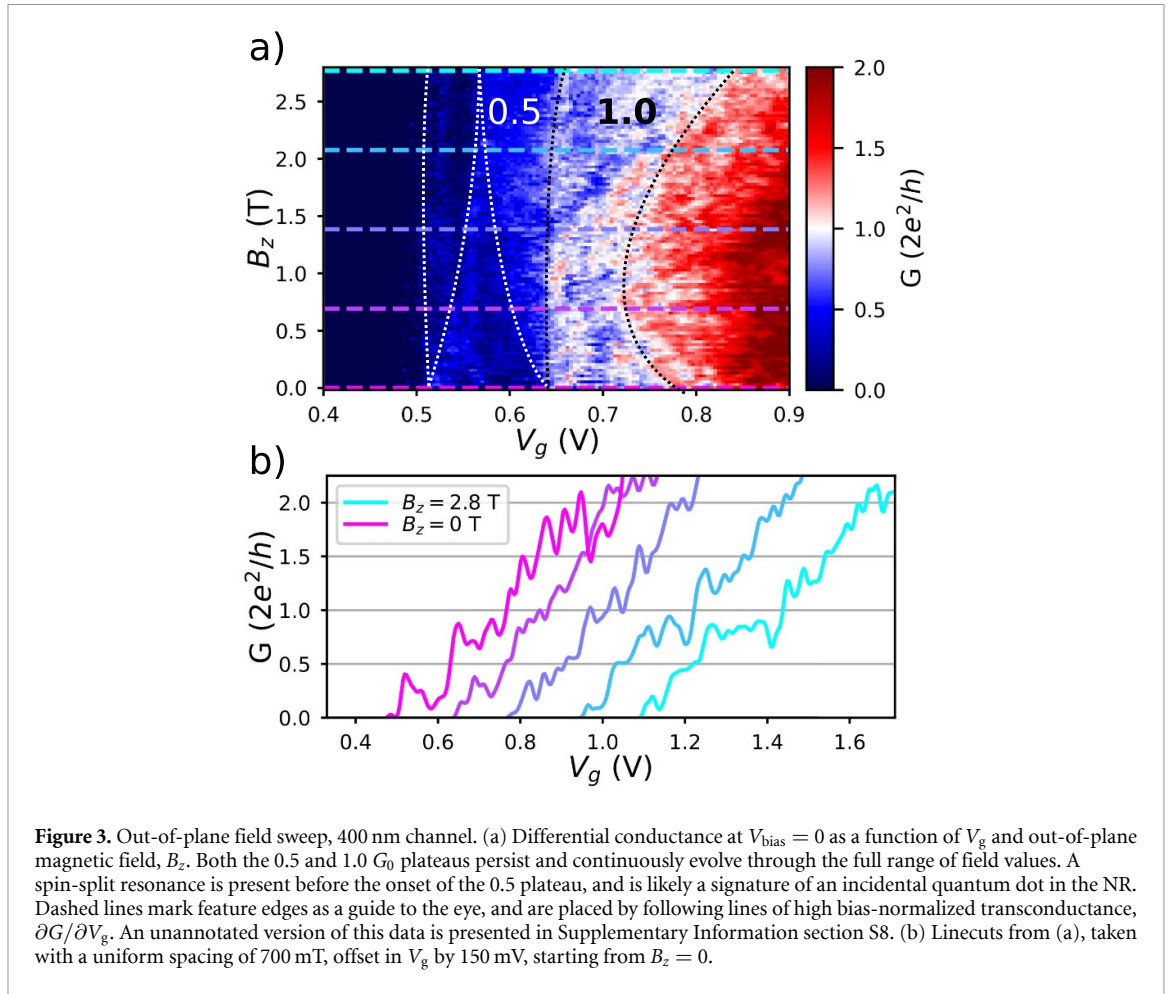 a)
0.5
1.0
2.5
2.0
1.5
1.0
0.5
0.0
B_z (T)
0.4 0.5 0.6 0.7 0.8 0.9
V_g (V)
2.0
1.5
1.0
0.5
0.0
G (2e²/h)
b)
B_z = 2.8 T
B_z = 0 T
2.0
1.5
1.0
0.5
0.0
G (2e²/h)
0.4 0.6 0.8 1.0 1.2 1.4 1.6
V_g (V)
Figure 3. Out-of-plane field sweep, 400 nm channel. (a) Differential conductance at V_bias = 0 as a function of V_g and out-of-plane
magnetic field, B_z. Both the 0.5 and 1.0 G_0 plateaus persist and continuously evolve through the full range of field values. A
spin-split resonance is present before the onset of the 0.5 plateau, and is likely a signature of an incidental quantum dot in the NR.
Dashed lines mark feature edges as a guide to the eye, and are placed by following lines of high bias-normalized transconductance,
∂G/∂V_g. An unannotated version of this data is presented in Supplementary Information section S8. (b) Linecuts from (a), taken
with a uniform spacing of 700 mT, offset in V_g by 150 mV, starting from B_z = 0.